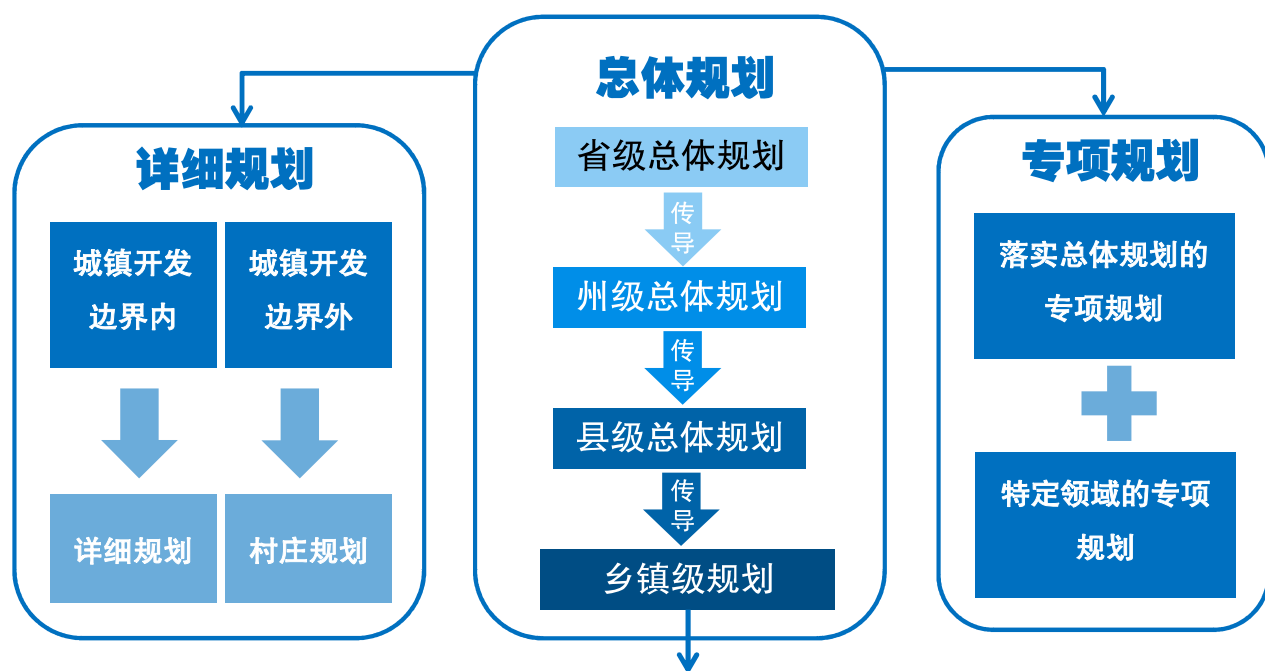 总体规划
省级总体规划
传
导
州级总体规划
传
导
县级总体规划
传
导
乡镇级规划
详细规划
城镇开发
边界内
城镇开发
边界外
详细规划
村庄规划
专项规划
落实总体规划的
专项规划
特定领域的专项
规划